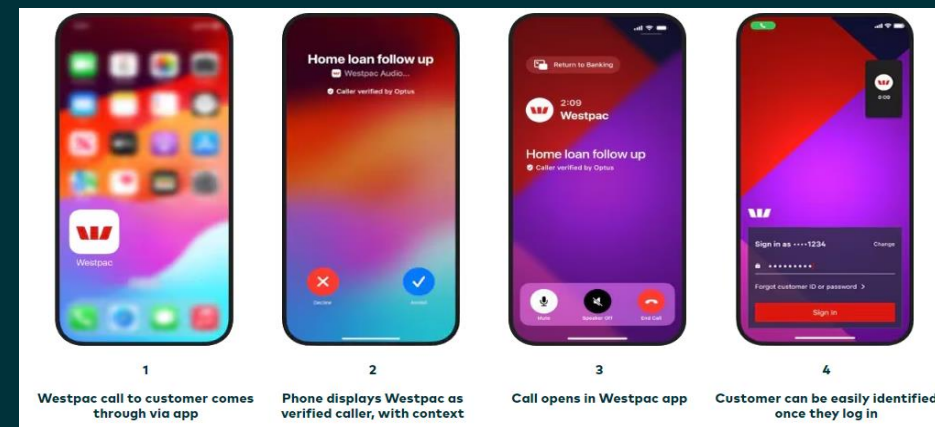 Westpac
Home loan follow up
Westpac Audio...
Caller verified by Optus
Decline
Accept
Return to Banking
2:09
Westpac
Home loan follow up
Caller verified by Optus
Mute
Speaker Off
End Call
Sign in as ····1234
Change
Forgot customer ID or password >
Sign in
1
Westpac call to customer comes
through via app
2
Phone displays Westpac as
verified caller, with context
3
Call opens in Westpac app
4
Customer can be easily identified
once they log in